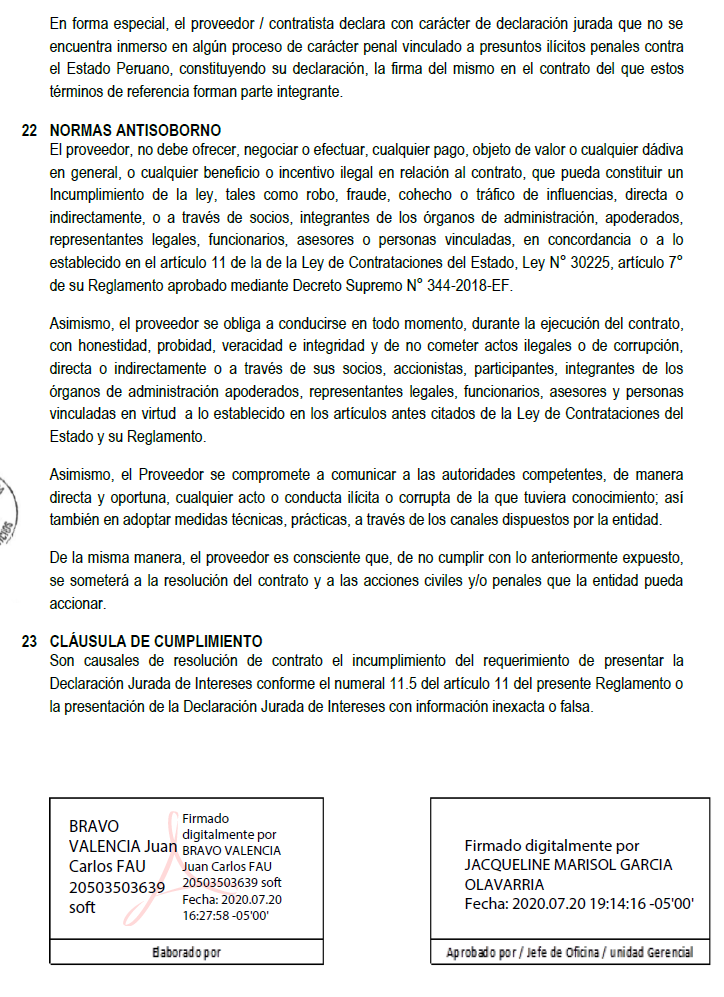 En forma especial, el proveedor / contratista declara con carácter de declaración jurada que no se
encuentra inmerso en algún proceso de carácter penal vinculado a presuntos ilícitos penales contra
el Estado Peruano, constituyendo su declaración, la firma del mismo en el contrato del que estos
términos de referencia forman parte integrante.
22 NORMAS ANTISOBORNO
El proveedor, no debe ofrecer, negociar o efectuar, cualquier pago, objeto de valor o cualquier dádiva
en general, o cualquier beneficio o incentivo ilegal en relación al contrato, que pueda constituir un
Incumplimiento de la ley, tales como robo, fraude, cohecho o tráfico de influencias, directa o
indirectamente, o a través de socios, integrantes de los órganos de administración, apoderados,
representantes legales, funcionarios, asesores o personas vinculadas, en concordancia o a lo
establecido en el artículo 11 de la de la Ley de Contrataciones del Estado, Ley N° 30225, artículo 7°
de su Reglamento aprobado mediante Decreto Supremo N° 344-2018-EF.
Asimismo, el proveedor se obliga a conducirse en todo momento, durante la ejecución del contrato,
con honestidad, probidad, veracidad e integridad y de no cometer actos ilegales o de corrupción,
directa o indirectamente o a través de sus socios, accionistas, participantes, integrantes de los
órganos de administración apoderados, representantes legales, funcionarios, asesores y personas
vinculadas en virtud a lo establecido en los artículos antes citados de la Ley de Contrataciones del
Estado y su Reglamento.
Asimismo, el Proveedor se compromete a comunicar a las autoridades competentes, de manera
directa y oportuna, cualquier acto o conducta ilícita o corrupta de la que tuviera conocimiento; así
también en adoptar medidas técnicas, prácticas, a través de los canales dispuestos por la entidad.
De la misma manera, el proveedor es consciente que, de no cumplir con lo anteriormente expuesto,
se someterá a la resolución del contrato y a las acciones civiles y/o penales que la entidad pueda
accionar.
23 CLÁUSULA DE CUMPLIMIENTO
Son causales de resolución de contrato el incumplimiento del requerimiento de presentar la
Declaración Jurada de Intereses conforme el numeral 11.5 del artículo 11 del presente Reglamento o
la presentación de la Declaración Jurada de Intereses con información inexacta o falsa.
BRAVO
VALENCIA Juan
Carlos FAU
20503503639
soft
Firmado
digitalmente por
BRAVO VALENCIA
Juan Carlos FAU
20503503639 soft
Fecha: 2020.07.20
16:27:58 -05'00'
Elaborado por
Firmado digitalmente por
JACQUELINE MARISOL GARCIA
OLAVARRIA
Fecha: 2020.07.20 19:14:16 -05'00'
Aprobado por / Jefe de Oficina / unidad Gerencial